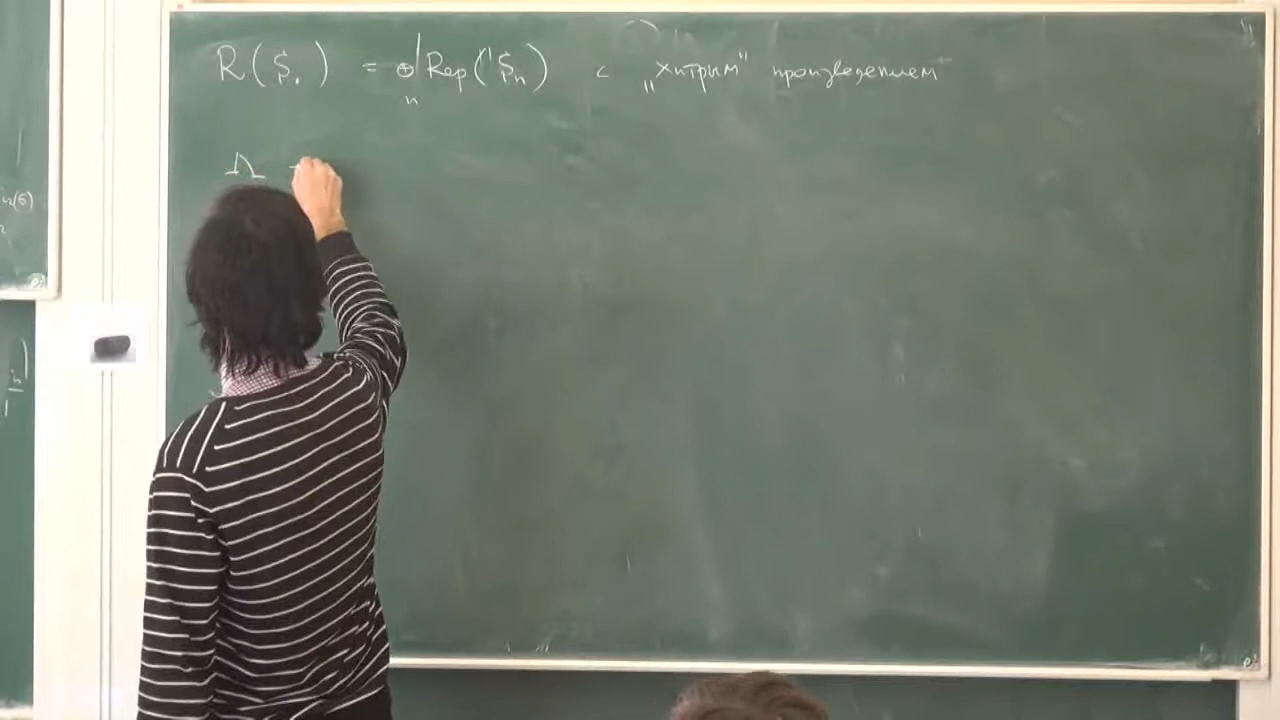 R(S.) = ⊕ Rep(S_n) с „хитрым" произведением
n
Λ